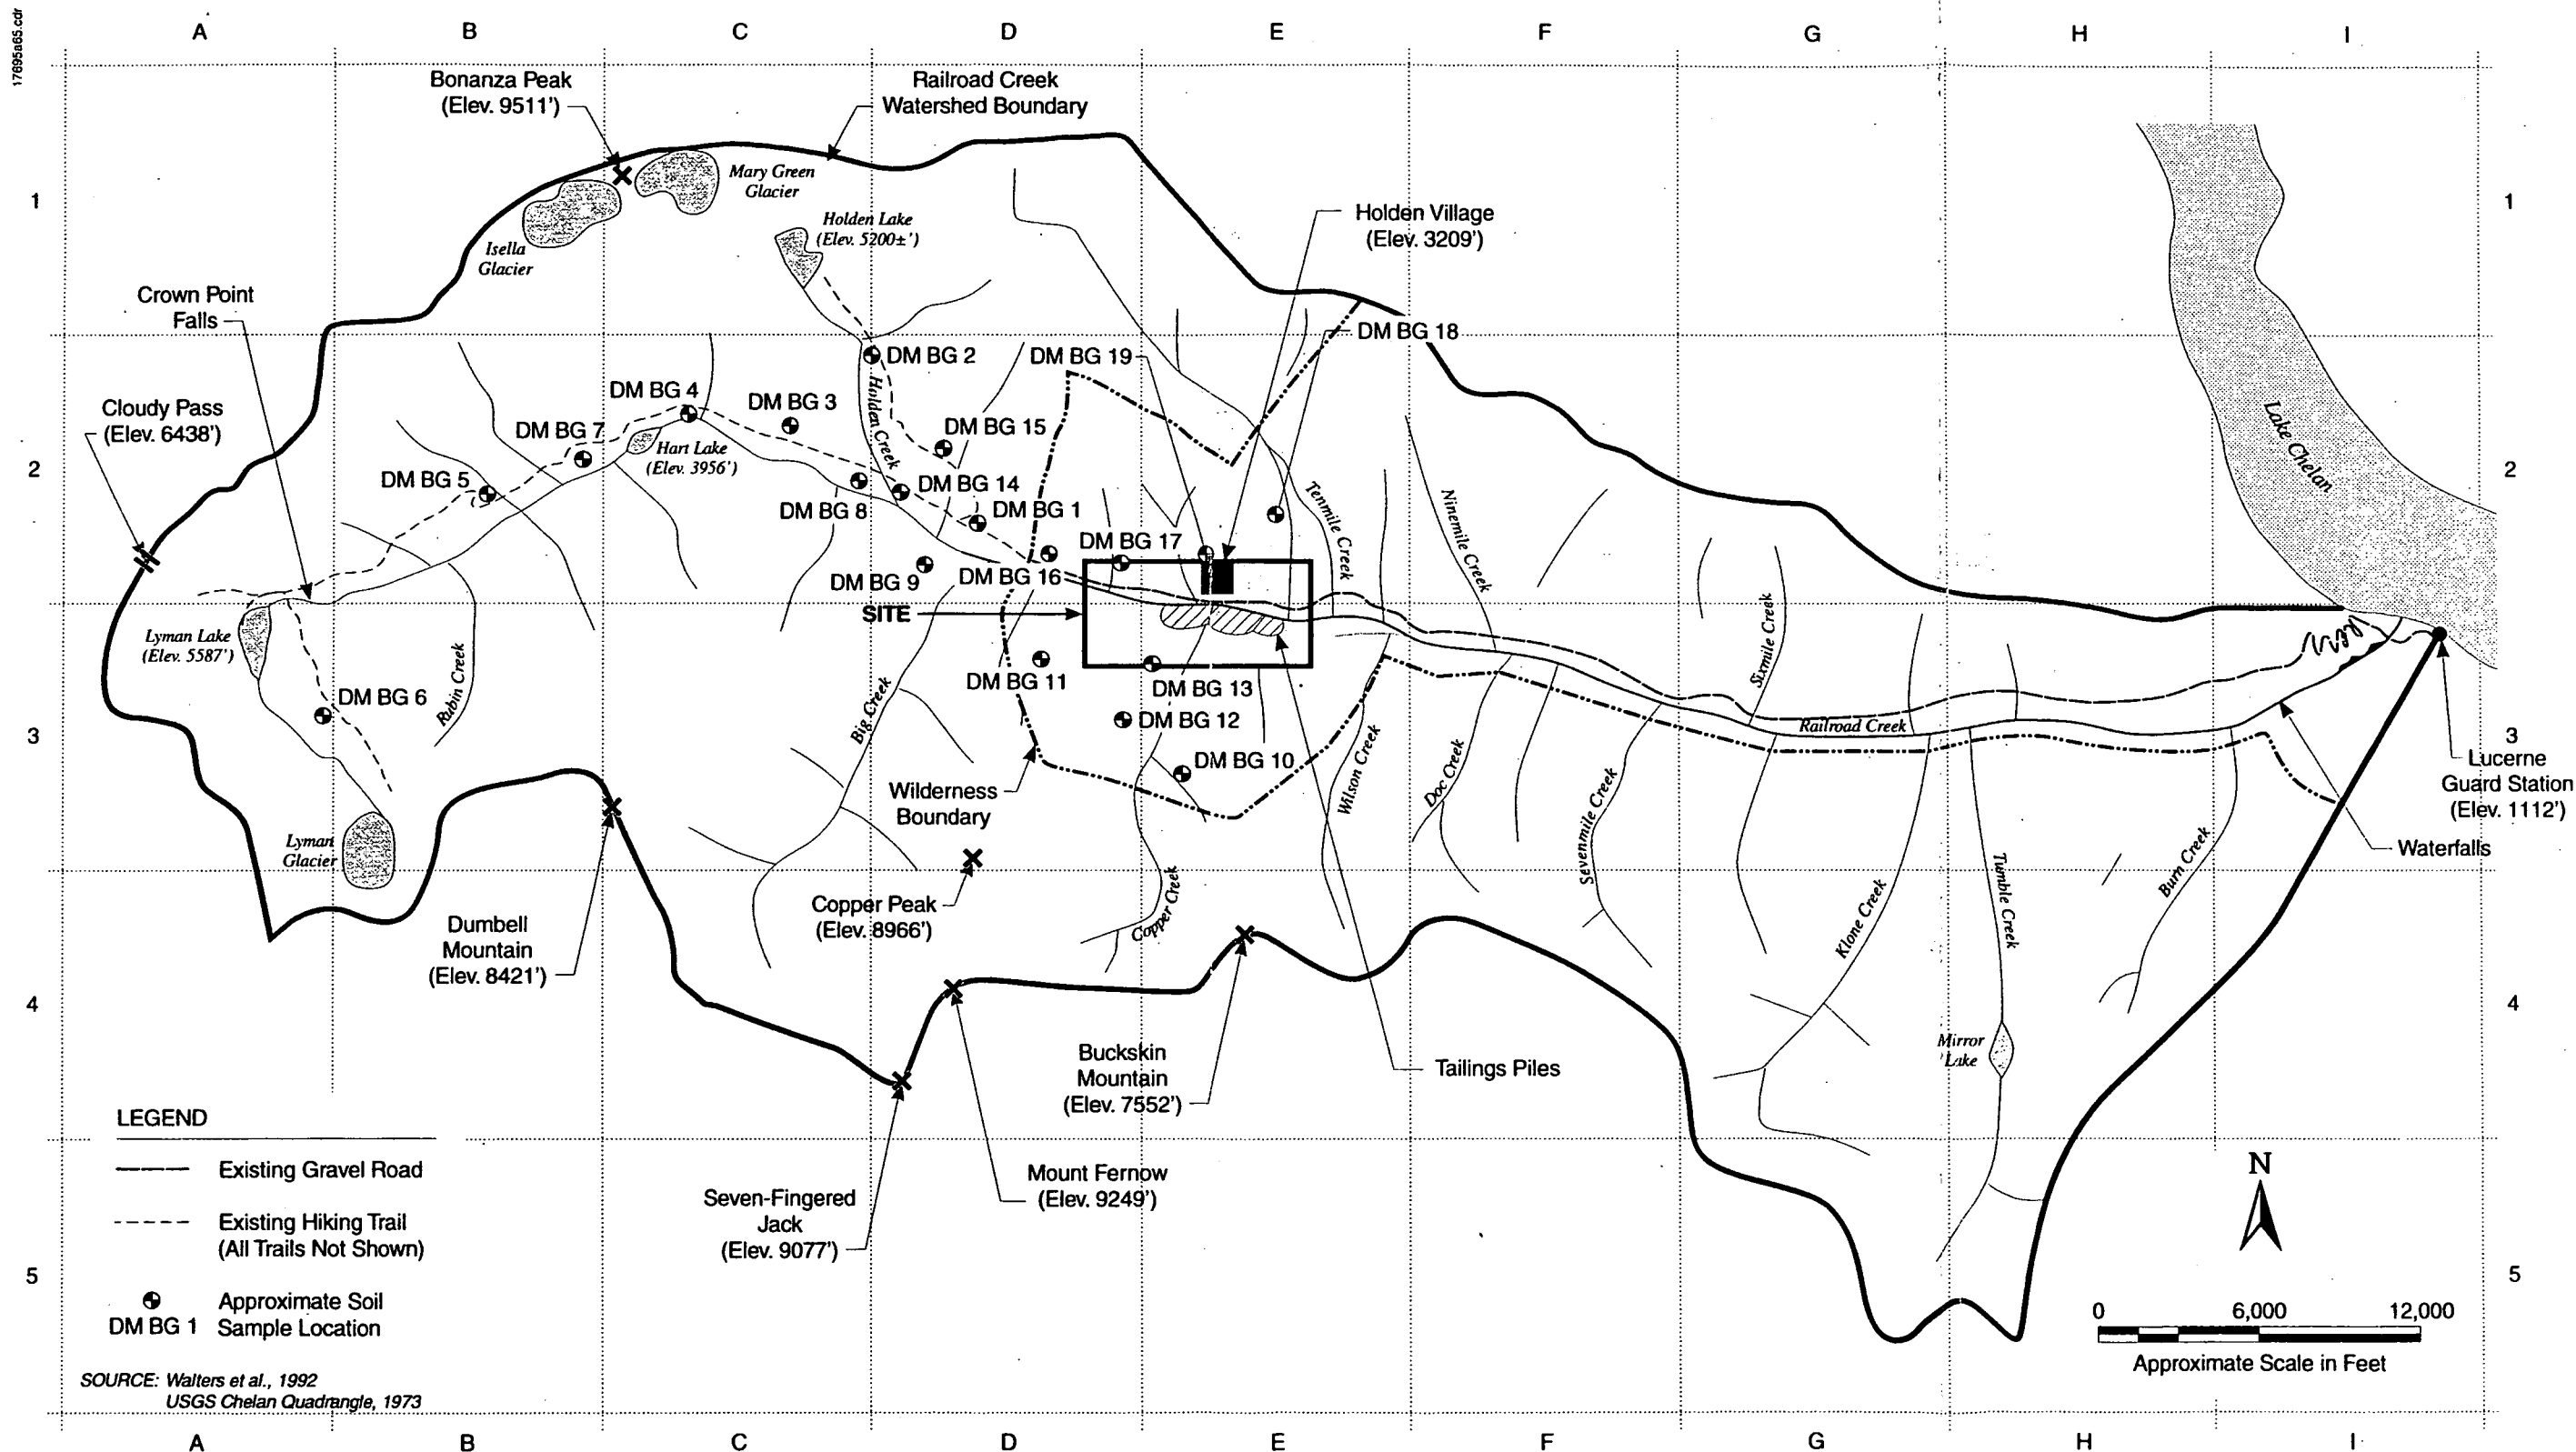 17695a65.cdr
A B C D E F G H I
Bonanza Peak
(Elev. 9511')
Railroad Creek
Watershed Boundary
1
1
Mary Green
Glacier
Holden Lake
(Elev. 5200±')
Isella
Glacier
Holden Village
(Elev. 3209')
Crown Point
Falls
DM BG 18
DM BG 2
DM BG 19
Cloudy Pass
(Elev. 6438')
DM BG 4
DM BG 3
Holden Creek
DM BG 7
DM BG 15
Hart Lake
(Elev. 3956')
Lake Chelan
2
2
DM BG 5
DM BG 14
DM BG 8
DM BG 1
Tenmile Creek
Ninemile Creek
DM BG 17
DM BG 9
DM BG 16
SITE
Lyman Lake
(Elev. 5587')
Rubin Creek
DM BG 6
Big Creek
DM BG 11
DM BG 13
DM BG 12
DM BG 10
Sixmile Creek
Railroad Creek
3
3
Wilderness
Boundary
Wilson Creek
Doc Creek
Sevenmile Creek
Lucerne
Guard Station
(Elev. 1112')
Waterfalls
Lyman
Glacier
Copper Peak
(Elev. 8966')
Copper Creek
Klone Creek
Tumble Creek
Burn Creek
Dumbell
Mountain
(Elev. 8421')
4
4
Mirror
Lake
Buckskin
Mountain
(Elev. 7552')
Tailings Piles
Seven-Fingered
Jack
(Elev. 9077')
Mount Fernow
(Elev. 9249')
LEGEND
Existing Gravel Road
Existing Hiking Trail
(All Trails Not Shown)
DM BG 1
Approximate Soil
Sample Location
5
5
N
0 6,000 12,000
Approximate Scale in Feet
SOURCE: Walters et al., 1992
USGS Chelan Quadrangle, 1973
A B C D E F G H I